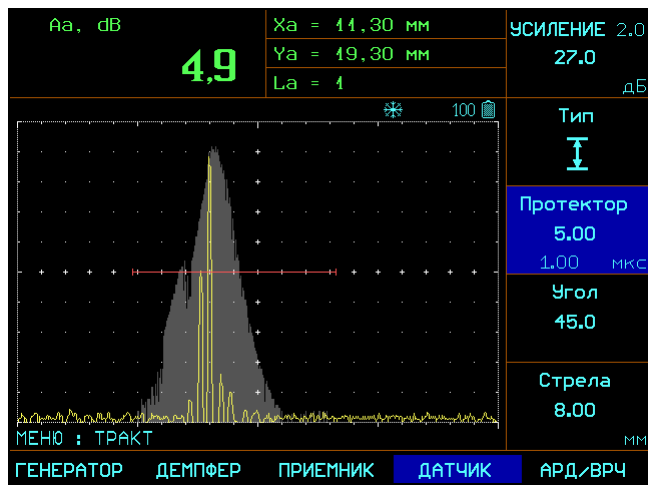 Aa, dB
4,9
Xa = 11,30 мм
Ya = 19,30 мм
La = 1
УСИЛЕНИЕ 2.0
27.0
дБ
100
Тип
Протектор
5.00
1.00 мкс
Угол
45.0
Стрела
8.00
мм
МЕНЮ : ТРАКТ
ГЕНЕРАТОР ДЕМПФЕР ПРИЕМНИК ДАТЧИК АРД/ВРЧ